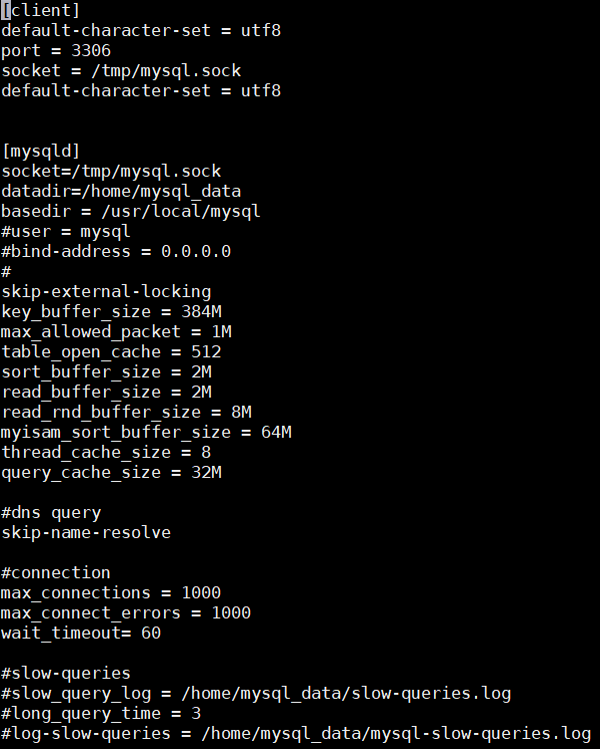 [client]
default-character-set = utf8
port = 3306
socket = /tmp/mysql.sock
default-character-set = utf8
[mysqld]
socket=/tmp/mysql.sock
datadir=/home/mysql_data
basedir = /usr/local/mysql
#user = mysql
#bind-address = 0.0.0.0
#
skip-external-locking
key_buffer_size = 384M
max_allowed_packet = 1M
table_open_cache = 512
sort_buffer_size = 2M
read_buffer_size = 2M
read_rnd_buffer_size = 8M
myisam_sort_buffer_size = 64M
thread_cache_size = 8
query_cache_size = 32M
#dns query
skip-name-resolve
#connection
max_connections = 1000
max_connect_errors = 1000
wait_timeout= 60
#slow-queries
#slow_query_log = /home/mysql_data/slow-queries.log
#long_query_time = 3
#log-slow-queries = /home/mysql_data/mysql-slow-queries.log